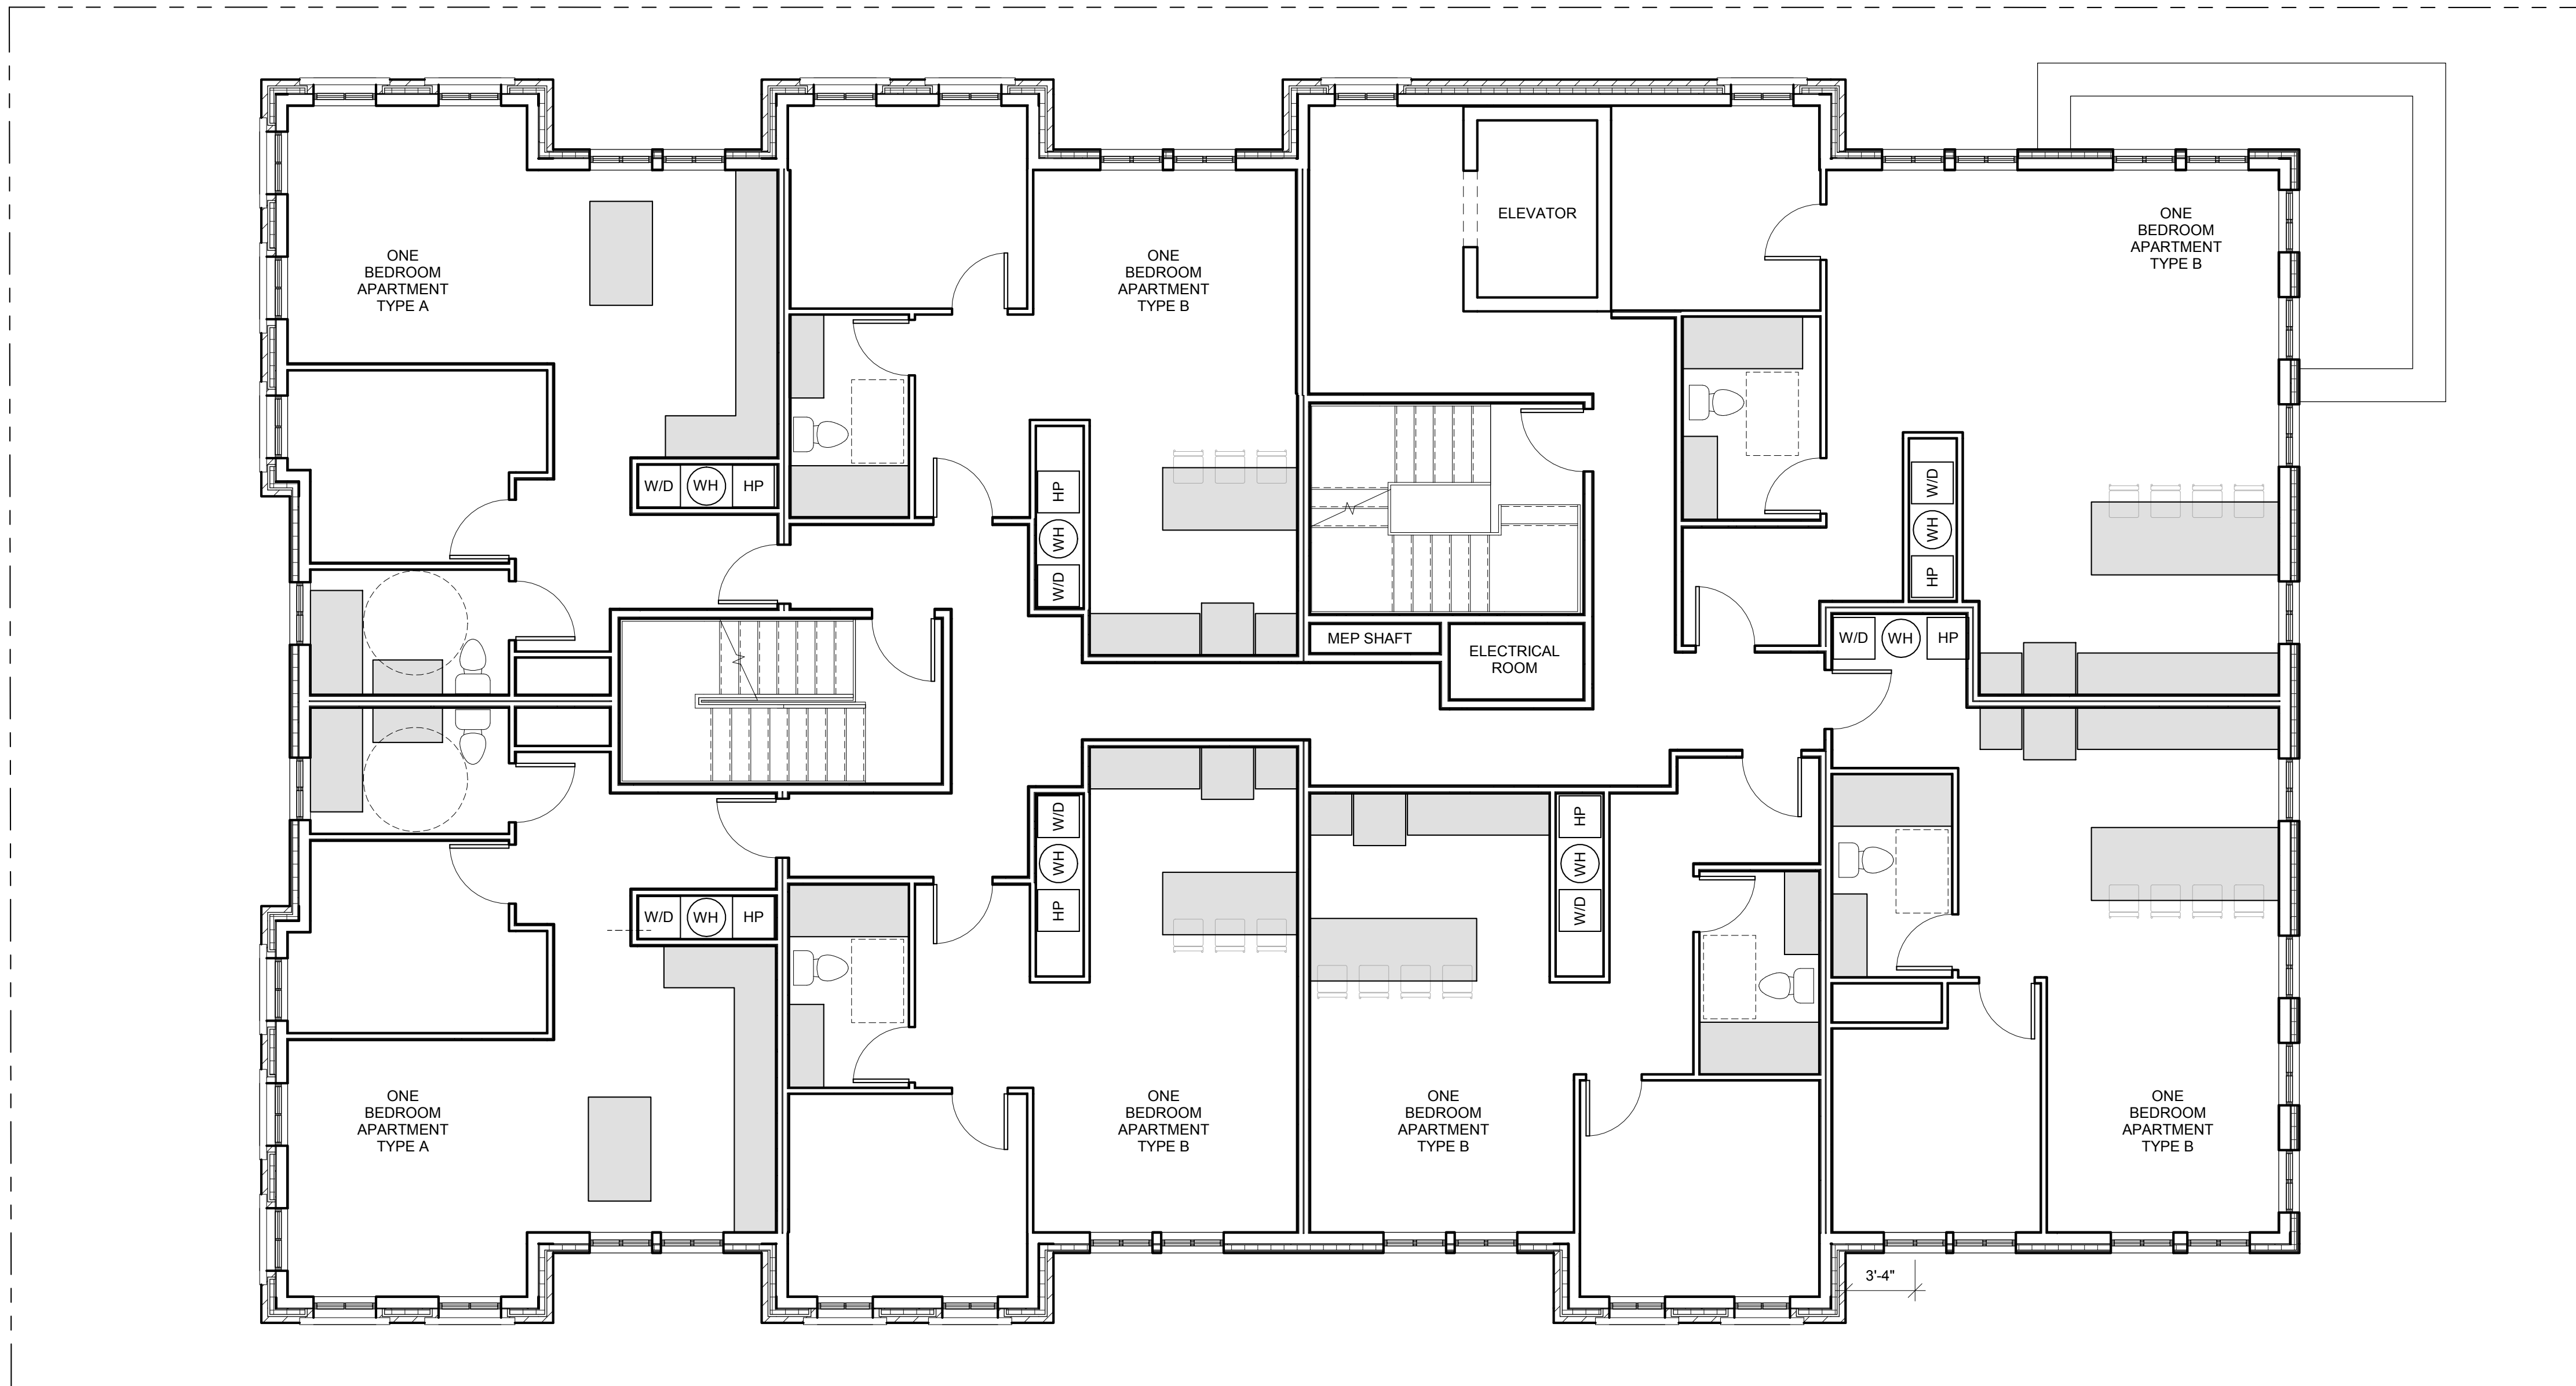 ELEVATOR
ONE
BEDROOM
APARTMENT
TYPE B
ONE
BEDROOM
APARTMENT
TYPE A
ONE
BEDROOM
APARTMENT
TYPE B
W/D
WH
HP
HP
WH
W/D
W/D
WH
HP
MEP SHAFT
ELECTRICAL
ROOM
W/D
WH
HP
W/D
WH
HP
HP
WH
W/D
W/D
WH
HP
ONE
BEDROOM
APARTMENT
TYPE A
ONE
BEDROOM
APARTMENT
TYPE B
ONE
BEDROOM
APARTMENT
TYPE B
ONE
BEDROOM
APARTMENT
TYPE B
3'-4"